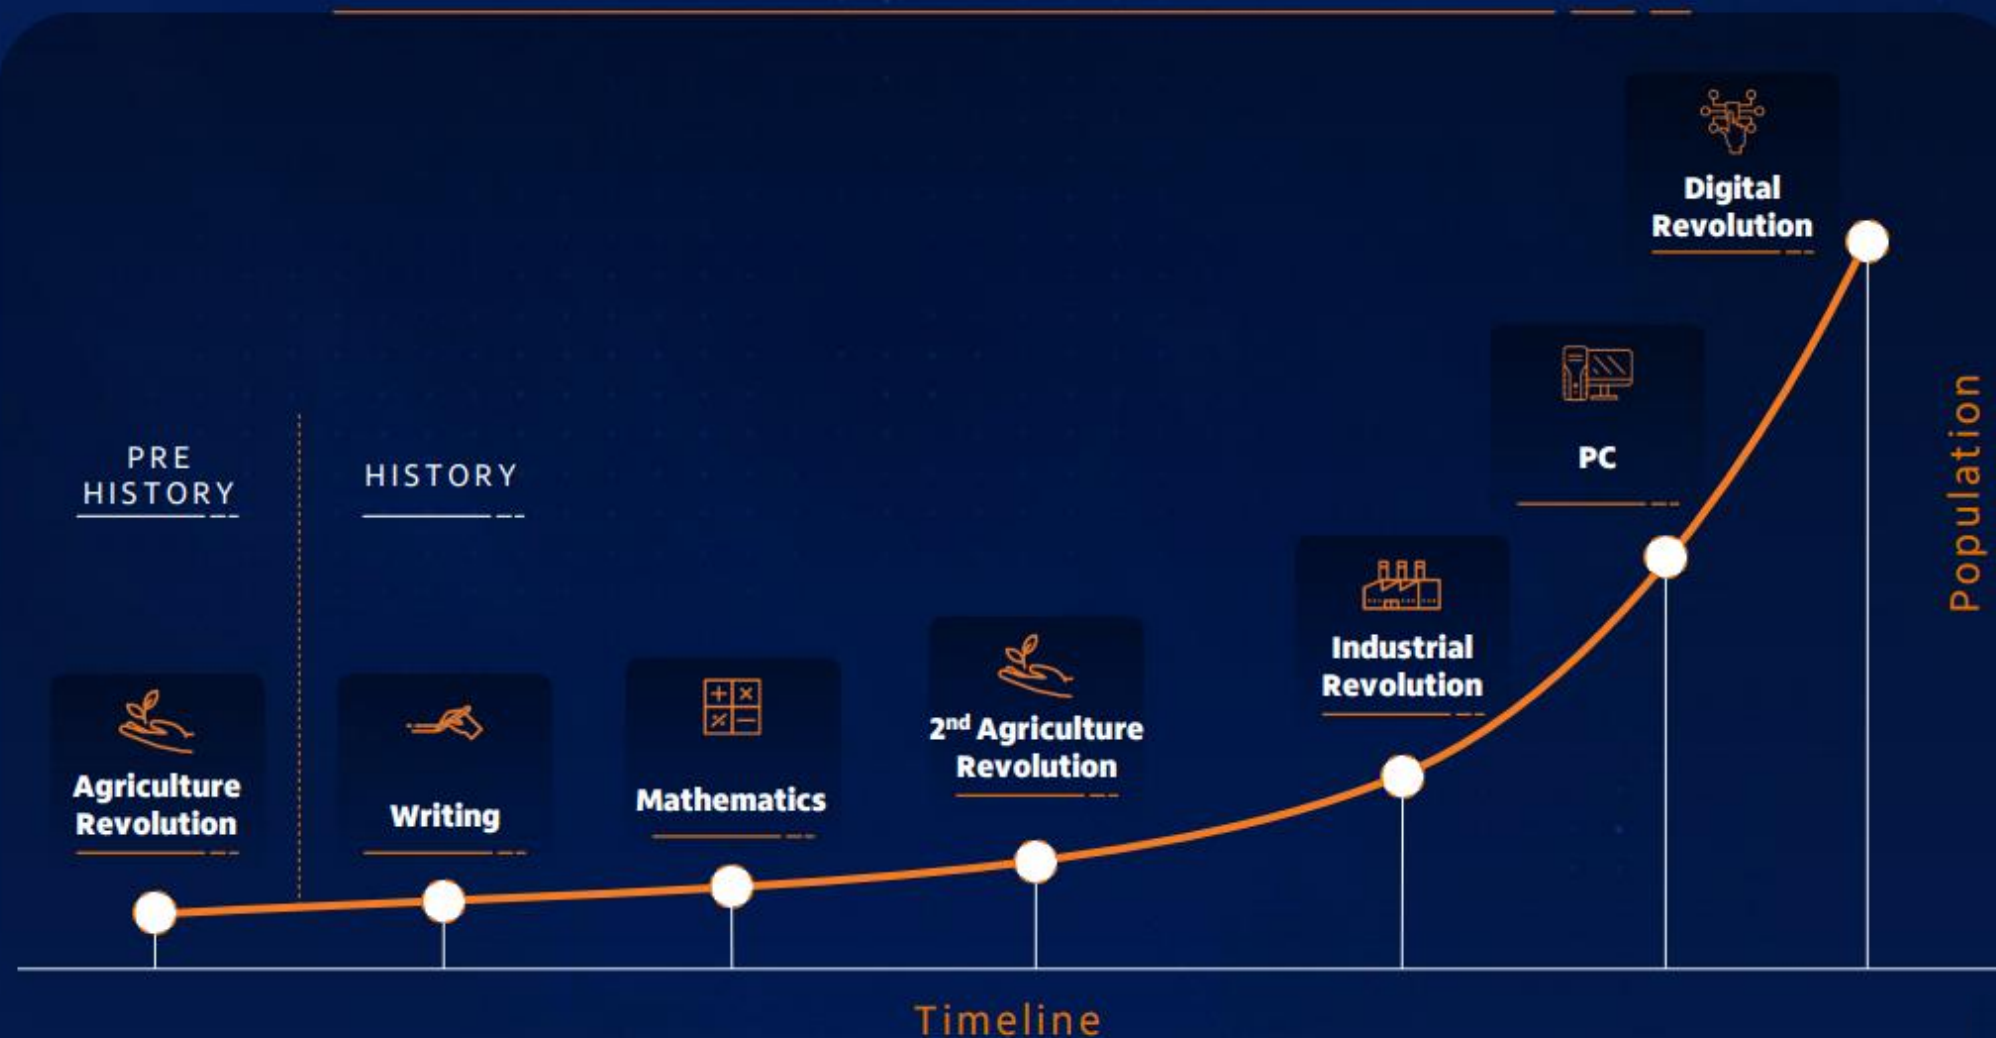 PRE
HISTORY
HISTORY
Agriculture
Revolution
Writing
Mathematics
2nd Agriculture
Revolution
Industrial
Revolution
PC
Digital
Revolution
Population
Timeline